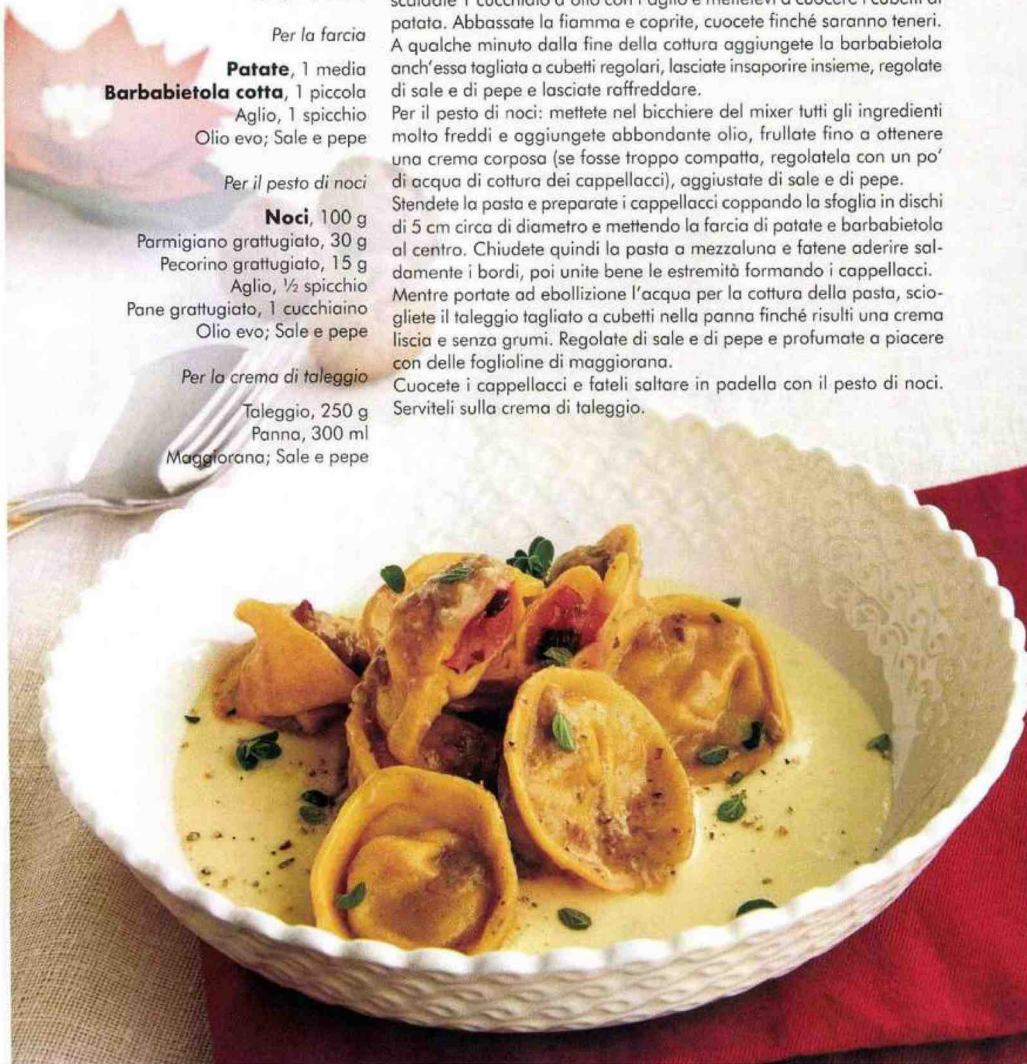 Per la farcia
Patate, 1 media
Barbabietola cotta, 1 piccola
Aglio, 1 spicchio
Olio evo; Sale e pepe
Per il pesto di noci
Noci, 100 g
Parmigiano grattugiato, 30 g
Pecorino grattugiato, 15 g
Aglio, ½ spicchio
Pane grattugiato, 1 cucchiaino
Olio evo; Sale e pepe
Per la crema di taleggio
Taleggio, 250 g
Panna, 300 ml
Maggiorana; Sale e pepe
scaldate 1 cucchiaio d'olio con l'aglio e mettetevi a cuocere i cubetti di
patata. Abbassate la fiamma e coprite, cuocete finché saranno teneri.
A qualche minuto dalla fine della cottura aggiungete la barbabietola
anch'essa tagliata a cubetti regolari, lasciate insaporire insieme, regolate
di sale e di pepe e lasciate raffreddare.
Per il pesto di noci: mettete nel bicchiere del mixer tutti gli ingredienti
molto freddi e aggiungete abbondante olio, frullate fino a ottenere
una crema corposa (se fosse troppo compatta, regolatela con un po'
di acqua di cottura dei cappellacci), aggiustate di sale e di pepe.
Stendete la pasta e preparate i cappellacci coppando la sfoglia in dischi
di 5 cm circa di diametro e mettendo la farcia di patate e barbabietola
al centro. Chiudete quindi la pasta a mezzaluna e fatene aderire sal-
damente i bordi, poi unite bene le estremità formando i cappellacci.
Mentre portate ad ebollizione l'acqua per la cottura della pasta, scio-
gliete il taleggio tagliato a cubetti nella panna finché risulti una crema
liscia e senza grumi. Regolate di sale e di pepe e profumate a piacere
con delle foglioline di maggiorana.
Cuocete i cappellacci e fateli saltare in padella con il pesto di noci.
Serviteli sulla crema di taleggio.